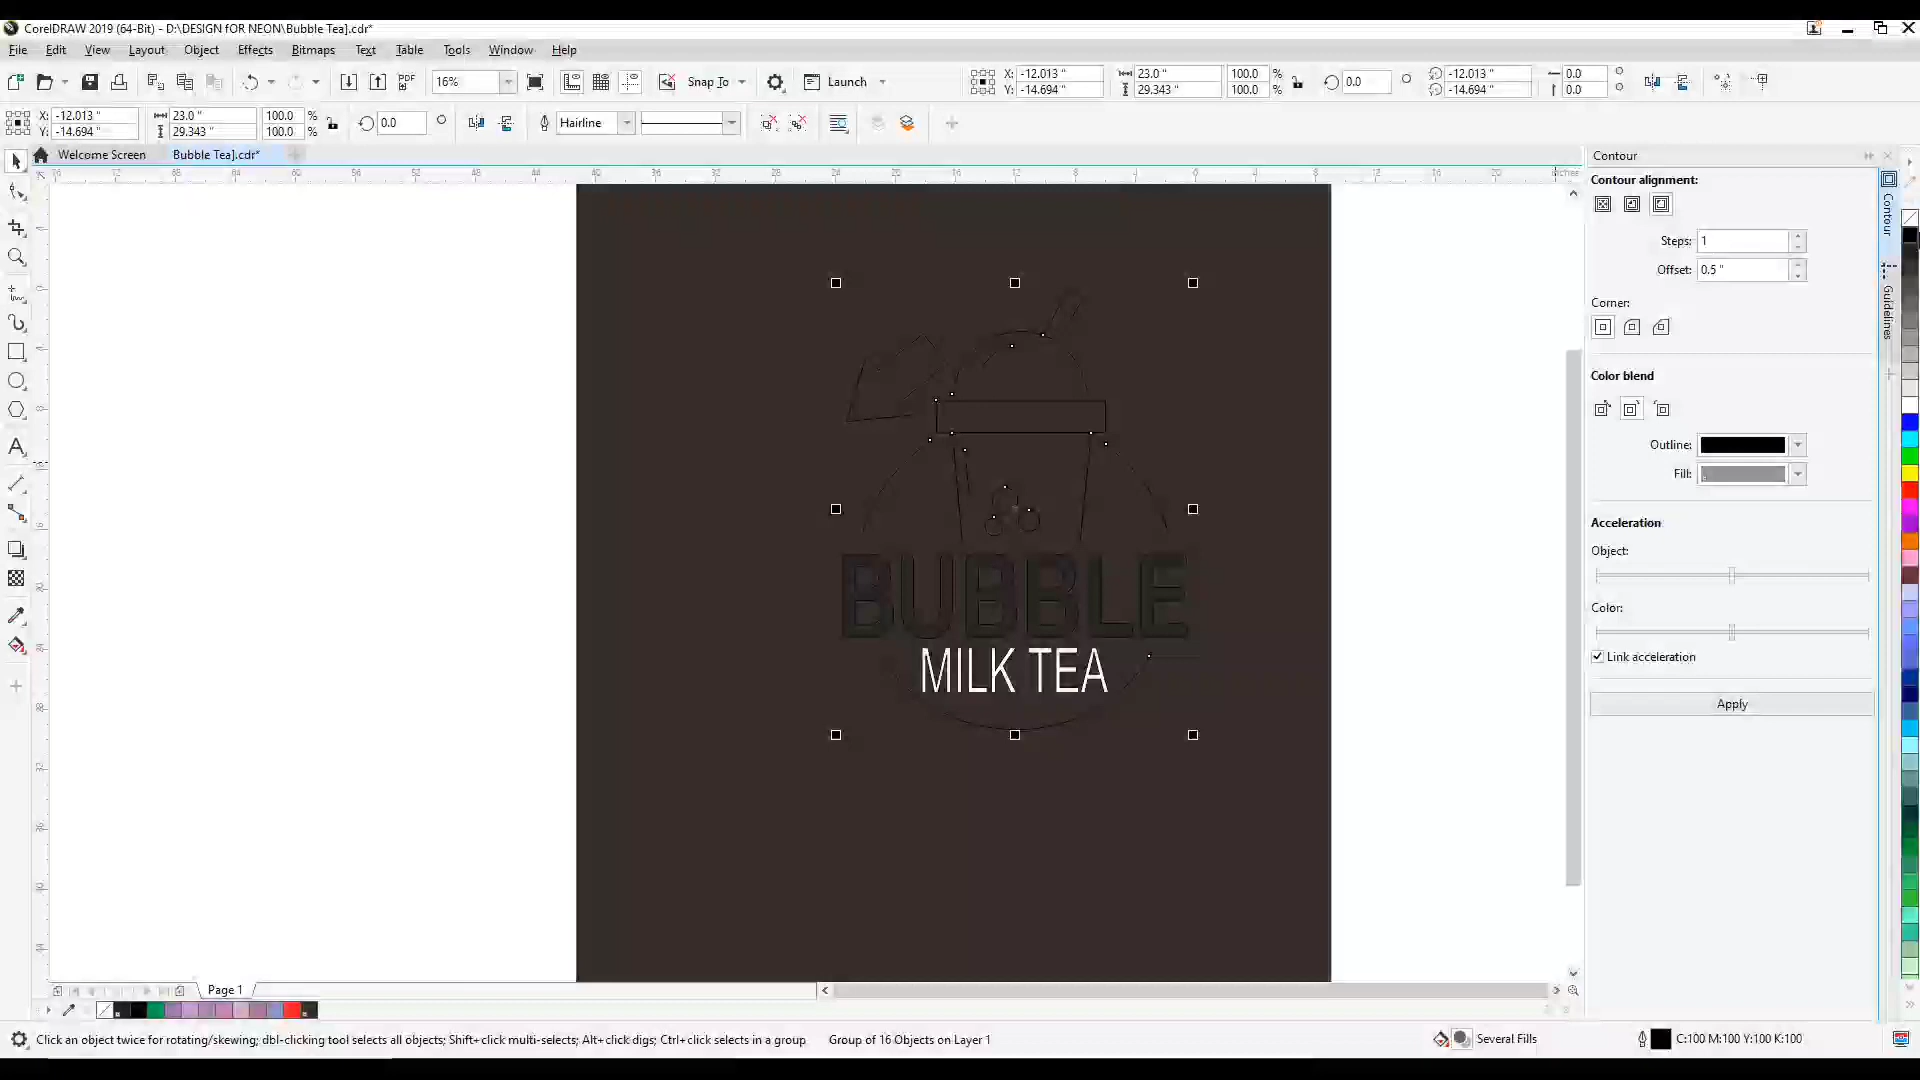 CorelDRAW 2019 (64-Bit) - D:\DESIGN fOR NEON\Bubble Tea].cdr*
File Edit View Layout Object Effects Bitmaps Text Table Tools Window Help
PDF 16% Snap To Launch X: -12.013 " Y: -14.694 " 23.0 " 29.343 " 100.0 % 100.0 % 0.0 ° -12.013 " -14.694 " 0.0 0.0
X: -12.013 " Y: -14.694 " 23.0 " 29.343 " 100.0 % 100.0 % 0.0 ° Hairline
Welcome Screen Bubble Tea].cdr*
Contour
Contour alignment:
Steps: 1
Offset: 0.5 "
Corner:
Color blend
Outline:
Fill:
Acceleration
Object:
Color:
Link acceleration
Apply
Contour
Guidelines
inches
BUBBLE
MILK TEA
Page 1
Click an object twice for rotating/skewing; dbl-clicking tool selects all objects; Shift+click multi-selects; Alt+click digs; Ctrl+click selects in a group
Group of 16 Objects on Layer 1
Several Fills
C:100 M:100 Y:100 K:100